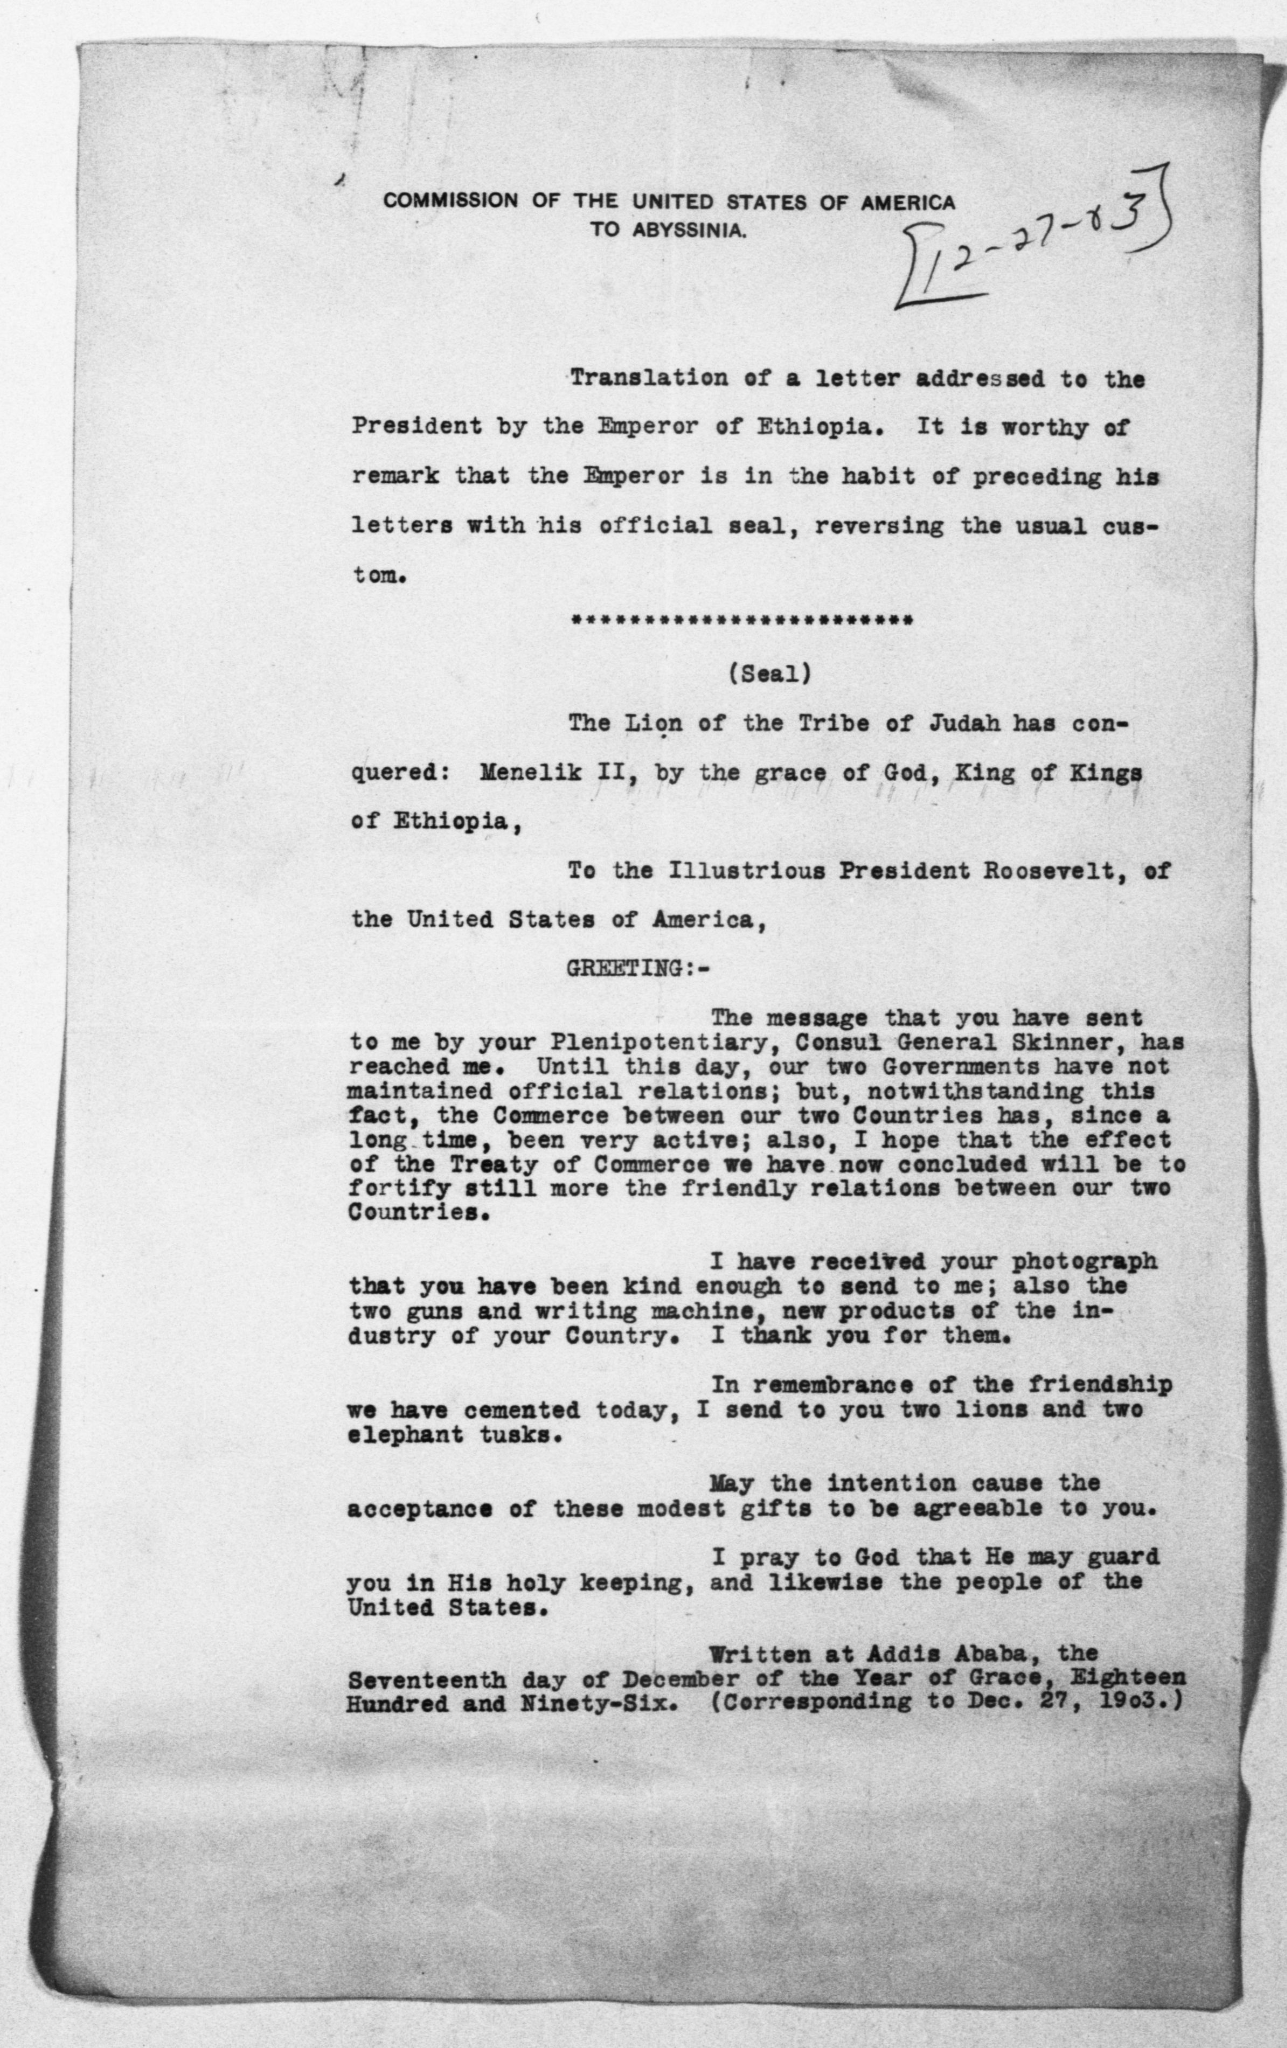 COMMISSION OF THE UNITED STATES OF AMERICA
TO ABYSSINIA.
[12-27-03]
Translation of a letter addressed to the
President by the Emperor of Ethiopia. It is worthy of
remark that the Emperor is in the habit of preceding his
letters with his official seal, reversing the usual cus-
tom.
************************
(Seal)
The Lion of the Tribe of Judah has con-
quered: Menelik II, by the grace of God, King of Kings
of Ethiopia,
To the Illustrious President Roosevelt, of
the United States of America,
GREETING:-
The message that you have sent
to me by your Plenipotentiary, Consul General Skinner, has
reached me. Until this day, our two Governments have not
maintained official relations; but, notwithstanding this
fact, the Commerce between our two Countries has, since a
long time, been very active; also, I hope that the effect
of the Treaty of Commerce we have now concluded will be to
fortify still more the friendly relations between our two
Countries.
I have received your photograph
that you have been kind enough to send to me; also the
two guns and writing machine, new products of the in-
dustry of your Country. I thank you for them.
In remembrance of the friendship
we have cemented today, I send to you two lions and two
elephant tusks.
May the intention cause the
acceptance of these modest gifts to be agreeable to you.
I pray to God that He may guard
you in His holy keeping, and likewise the people of the
United States.
Written at Addis Ababa, the
Seventeenth day of December of the Year of Grace, Eighteen
Hundred and Ninety-Six. (Corresponding to Dec. 27, 19o3.)